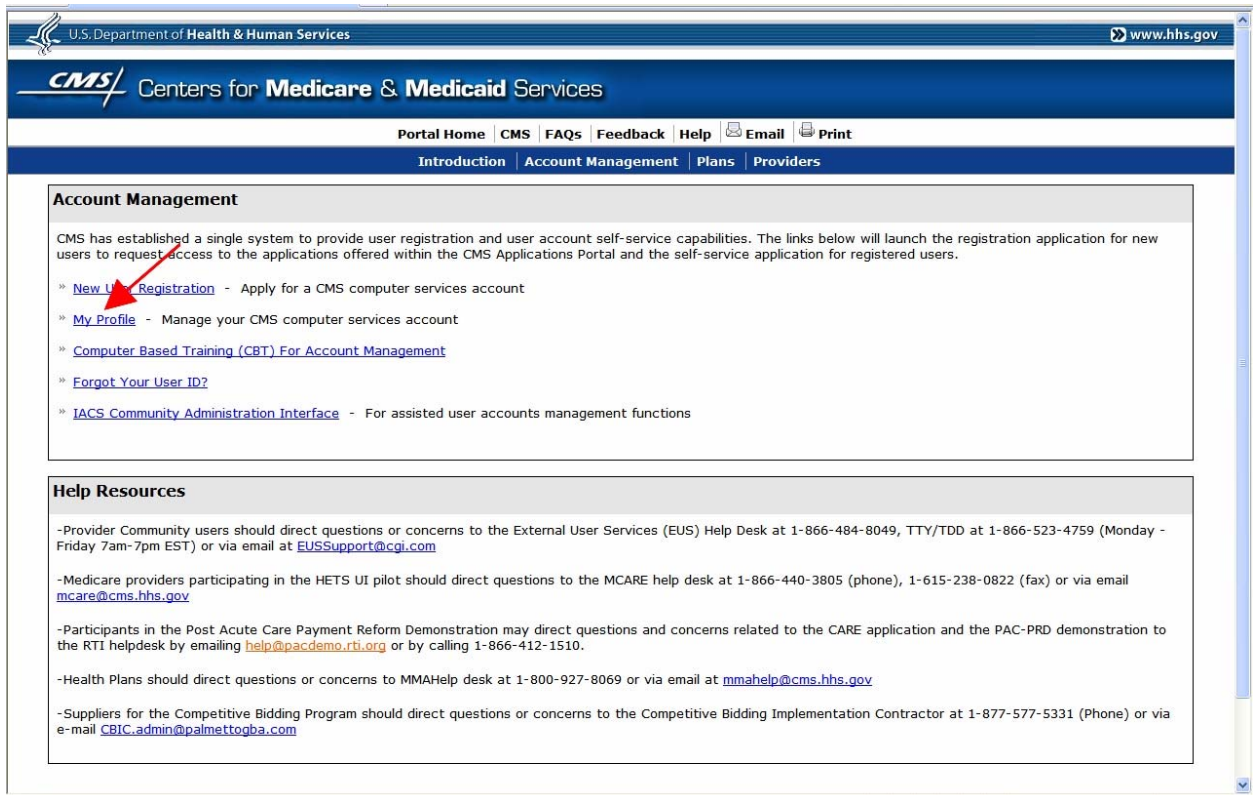 U.S. Department of Health & Human Services
www.hhs.gov
CMS Centers for Medicare & Medicaid Services
Portal Home CMS FAQs Feedback Help Email Print
Introduction Account Management Plans Providers
Account Management
CMS has established a single system to provide user registration and user account self-service capabilities. The links below will launch the registration application for new
users to request access to the applications offered within the CMS Applications Portal and the self-service application for registered users.
» New User Registration - Apply for a CMS computer services account
» My Profile - Manage your CMS computer services account
» Computer Based Training (CBT) For Account Management
» Forgot Your User ID?
» IACS Community Administration Interface - For assisted user accounts management functions
Help Resources
-Provider Community users should direct questions or concerns to the External User Services (EUS) Help Desk at 1-866-484-8049, TTY/TDD at 1-866-523-4759 (Monday -
Friday 7am-7pm EST) or via email at EUSSupport@cgi.com
-Medicare providers participating in the HETS UI pilot should direct questions to the MCARE help desk at 1-866-440-3805 (phone), 1-615-238-0822 (fax) or via email
mcare@cms.hhs.gov
-Participants in the Post Acute Care Payment Reform Demonstration may direct questions and concerns related to the CARE application and the PAC-PRD demonstration to
the RTI helpdesk by emailing help@pacdemo.rti.org or by calling 1-866-412-1510.
-Health Plans should direct questions or concerns to MMAHelp desk at 1-800-927-8069 or via email at mmahelp@cms.hhs.gov
-Suppliers for the Competitive Bidding Program should direct questions or concerns to the Competitive Bidding Implementation Contractor at 1-877-577-5331 (Phone) or via
e-mail CBIC.admin@palmettogba.com